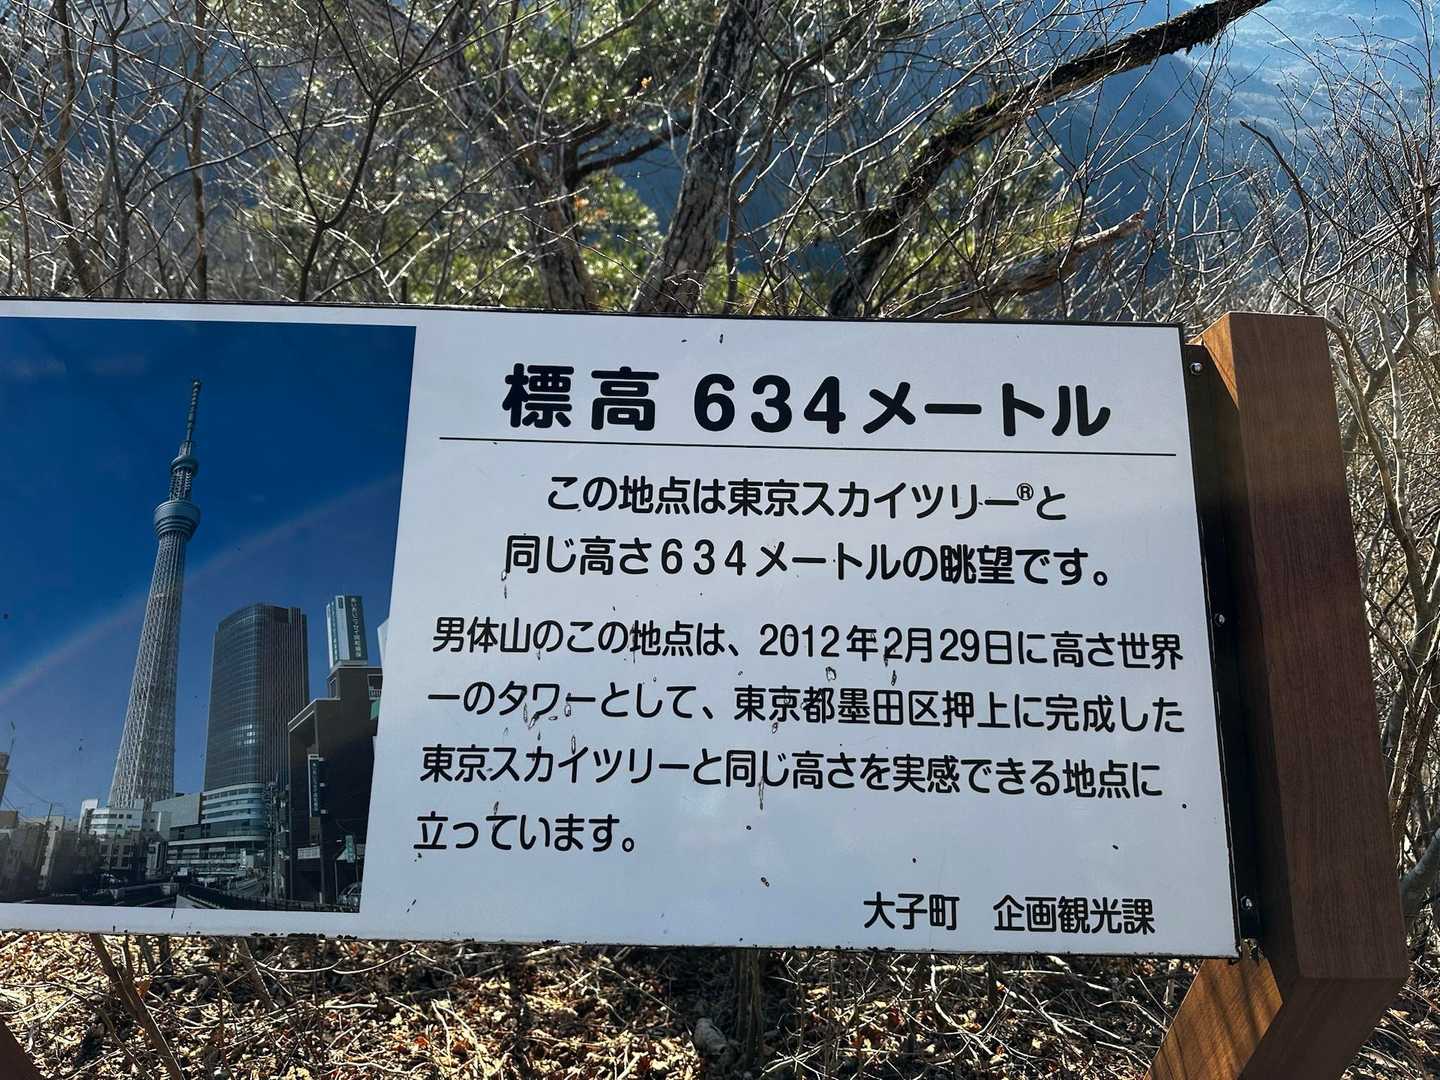 標高 634メートル
この地点は東京スカイツリー®と
同じ高さ634メートルの眺望です。
男体山のこの地点は、2012年2月29日に高さ世界
一のタワーとして、東京都墨田区押上に完成した
東京スカイツリーと同じ高さを実感できる地点に
立っています。
大子町 企画観光課